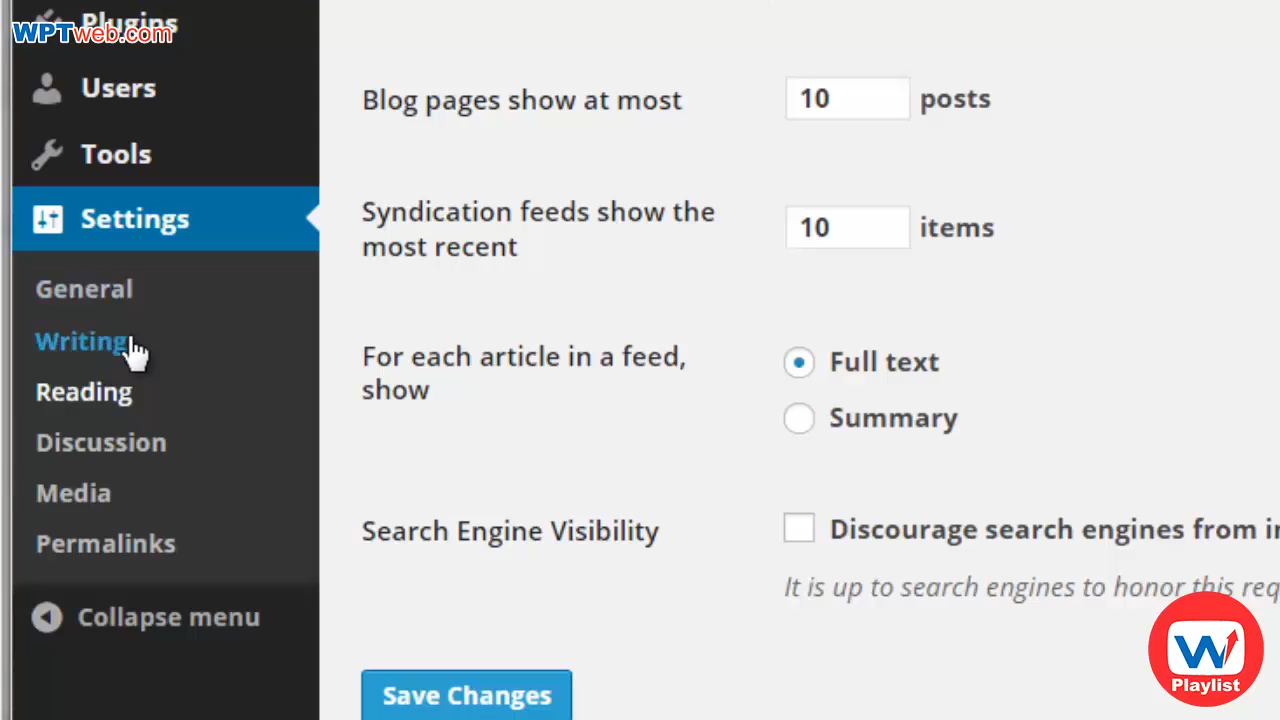 Plugins
WPTweb.com
Users
Tools
Settings
General
Writing
Reading
Discussion
Media
Permalinks
Collapse menu
Blog pages show at most
10 posts
Syndication feeds show the
most recent
10 items
For each article in a feed,
show
Full text
Summary
Search Engine Visibility
Discourage search engines from
It is up to search engines to honor this
Save Changes
W
Playlist